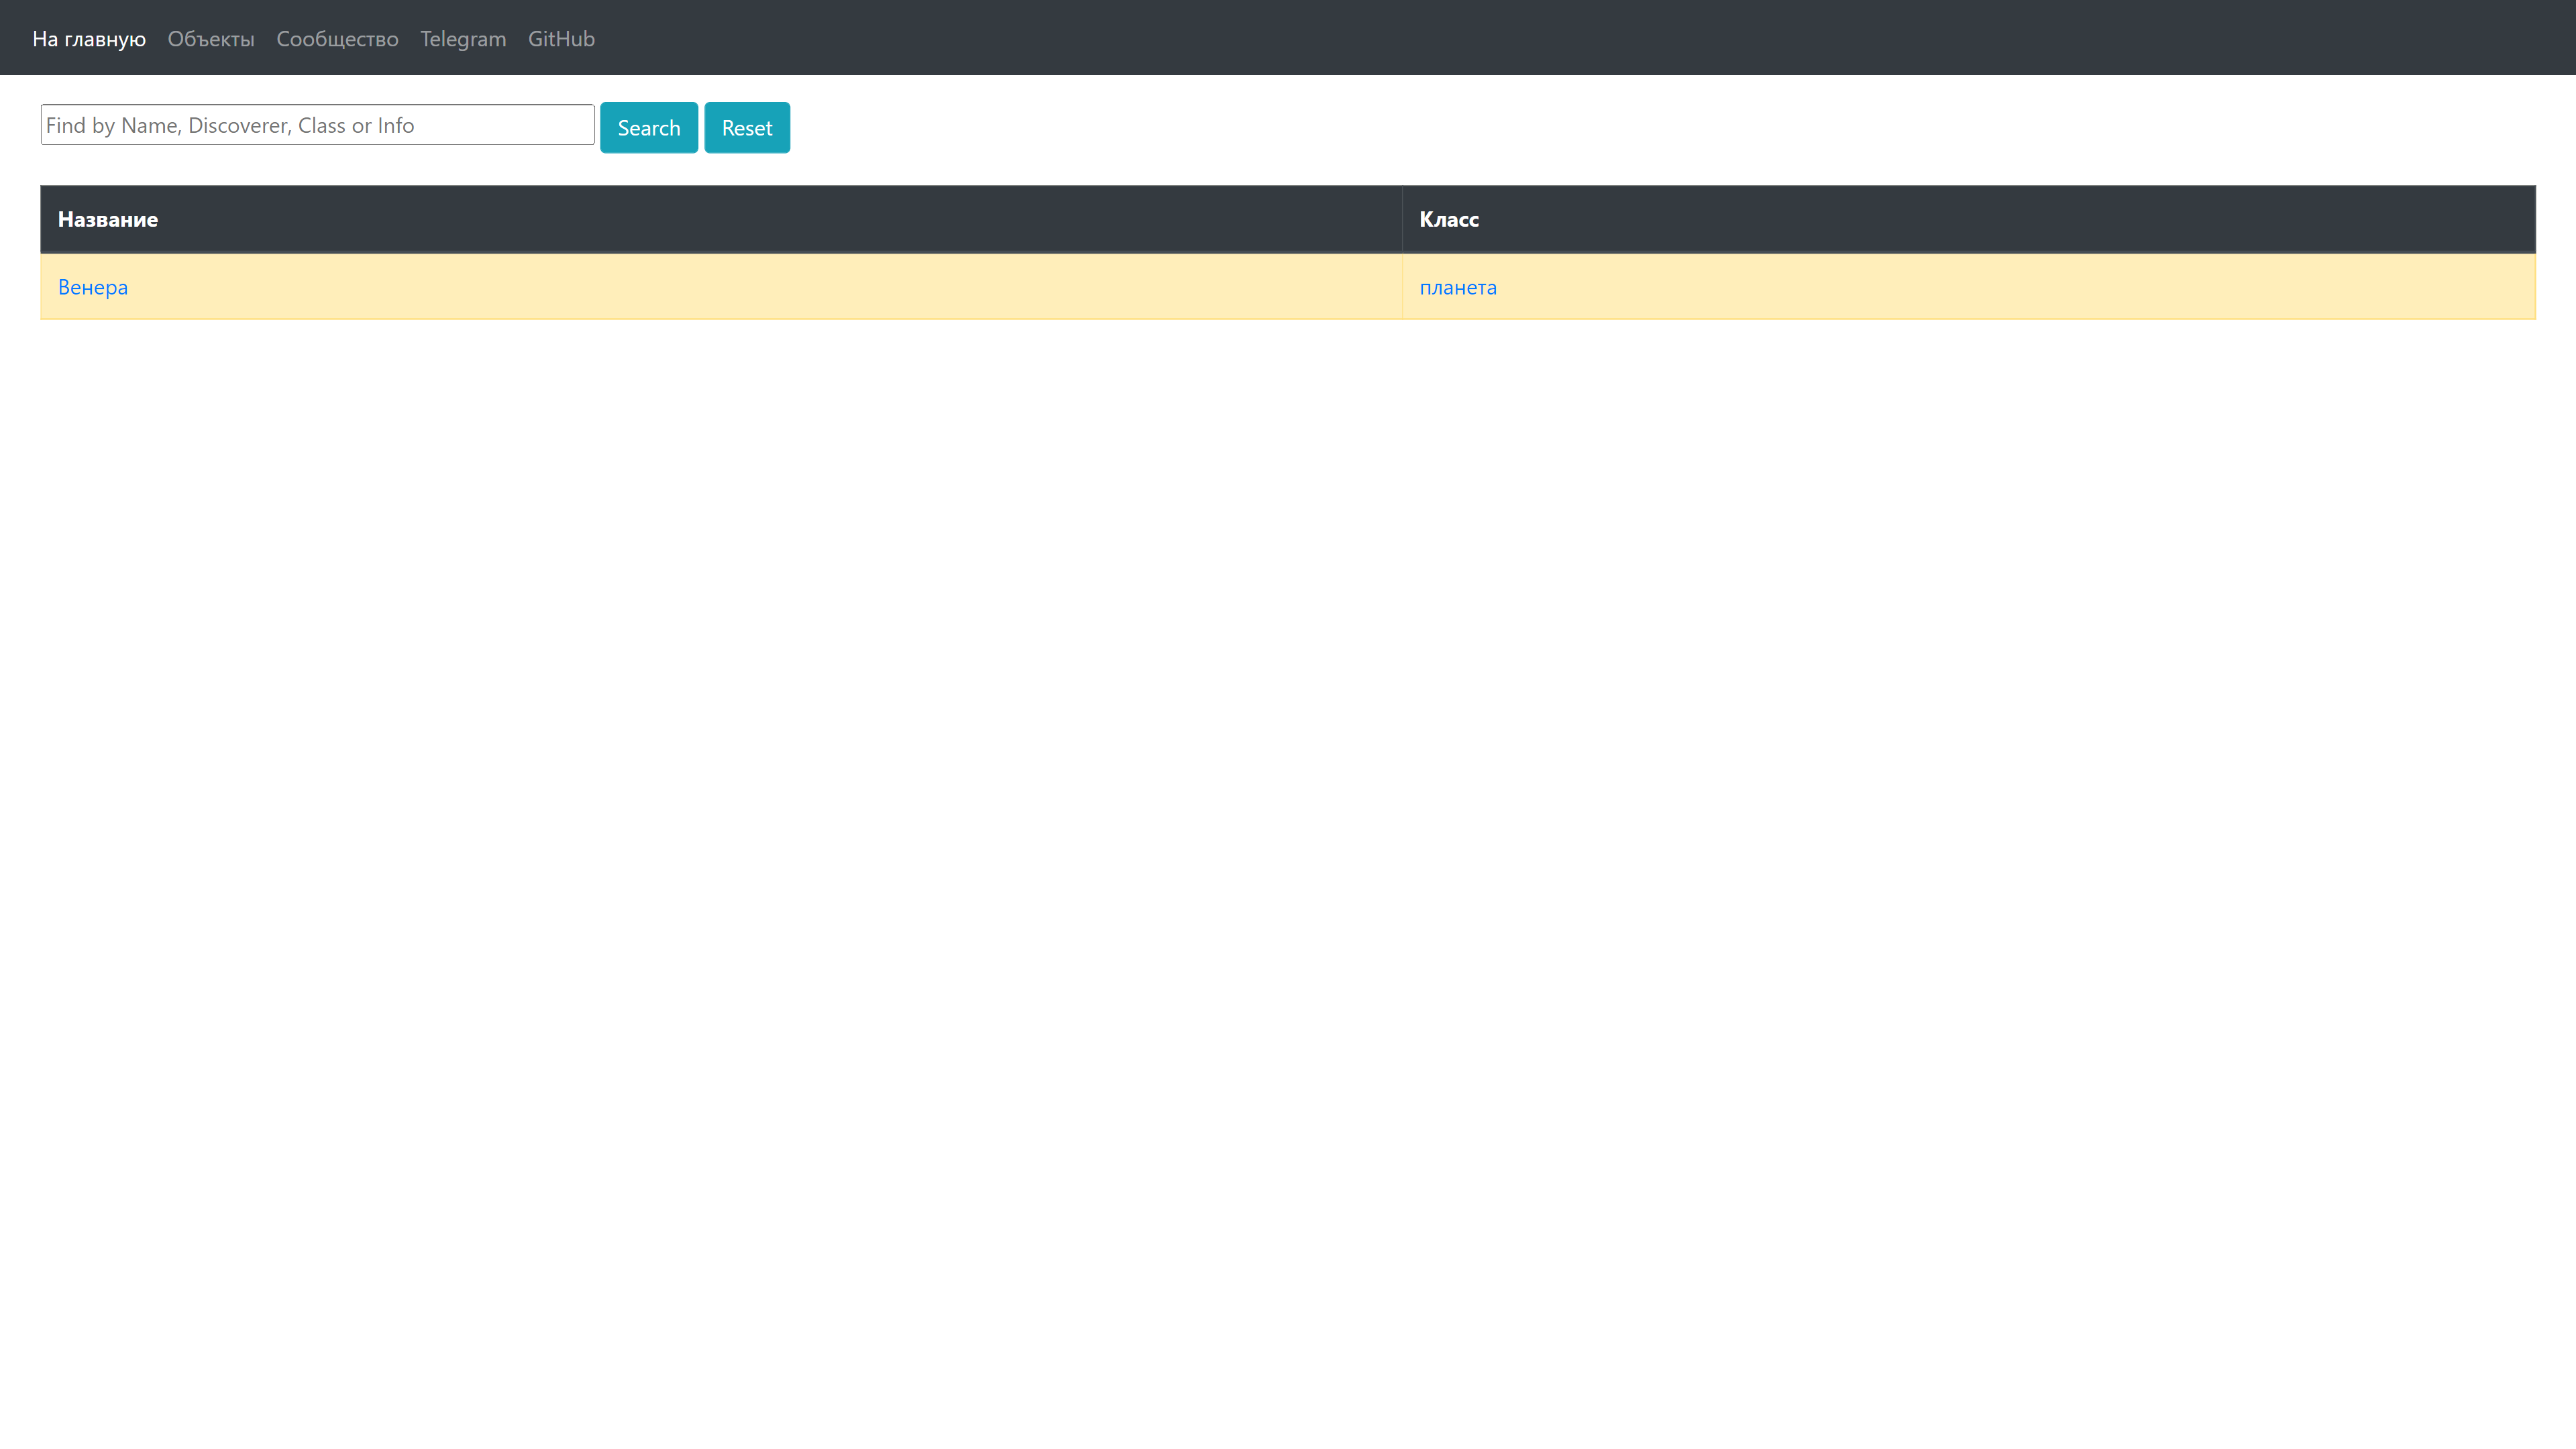 На главную Объекты Сообщество Telegram GitHub
Find by Name, Discoverer, Class or Info Search Reset
Название Класс
Венера планета